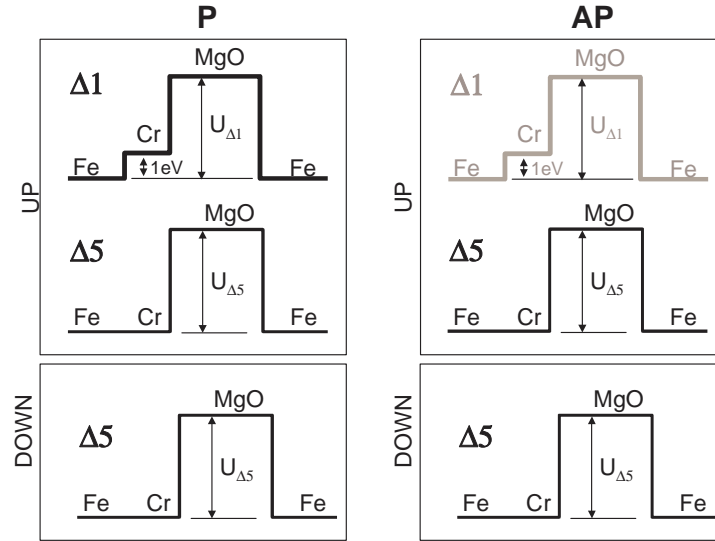 P
AP
MgO
Δ1
Cr
U Δ1
Fe
1eV
Fe
UP
MgO
Δ5
U Δ5
Fe Cr Fe
MgO
Δ1
Cr
U Δ1
Fe
1eV
Fe
UP
MgO
Δ5
U Δ5
Fe Cr Fe
DOWN
MgO
Δ5
U Δ5
Fe Cr Fe
DOWN
MgO
Δ5
U Δ5
Fe Cr Fe